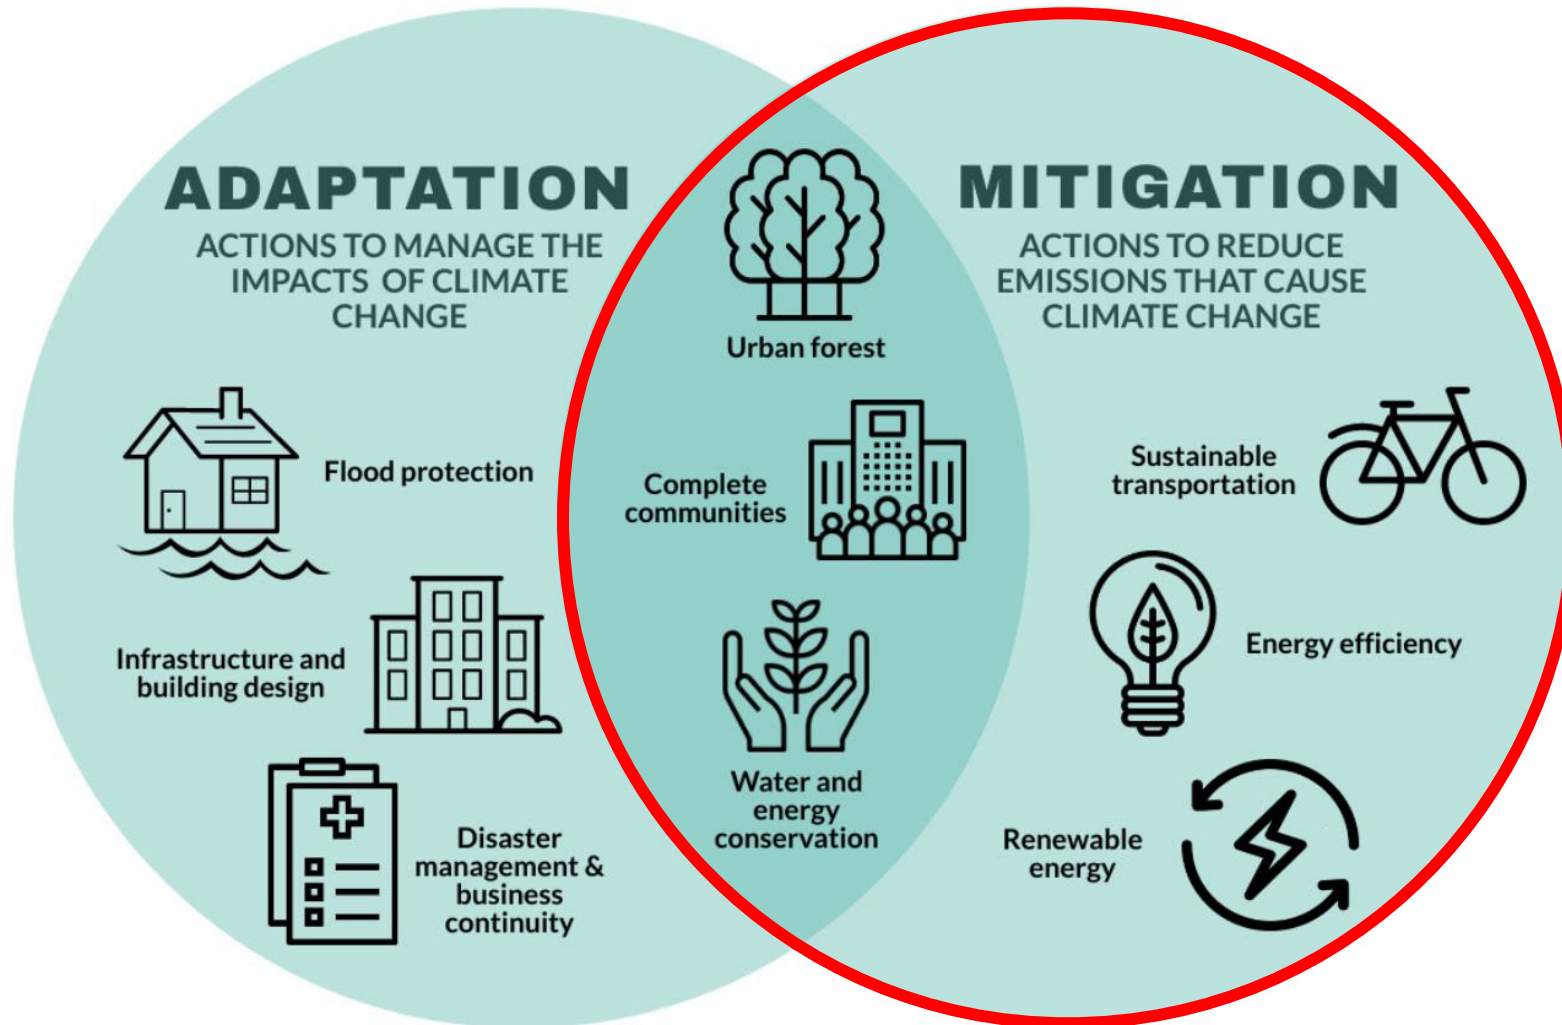 ADAPTATION
ACTIONS TO MANAGE THE
IMPACTS OF CLIMATE
CHANGE
Flood protection
Infrastructure and
building design
Disaster
management &
business
continuity
Urban forest
Complete
communities
Water and
energy
conservation
MITIGATION
ACTIONS TO REDUCE
EMISSIONS THAT CAUSE
CLIMATE CHANGE
Sustainable
transportation
Energy efficiency
Renewable
energy